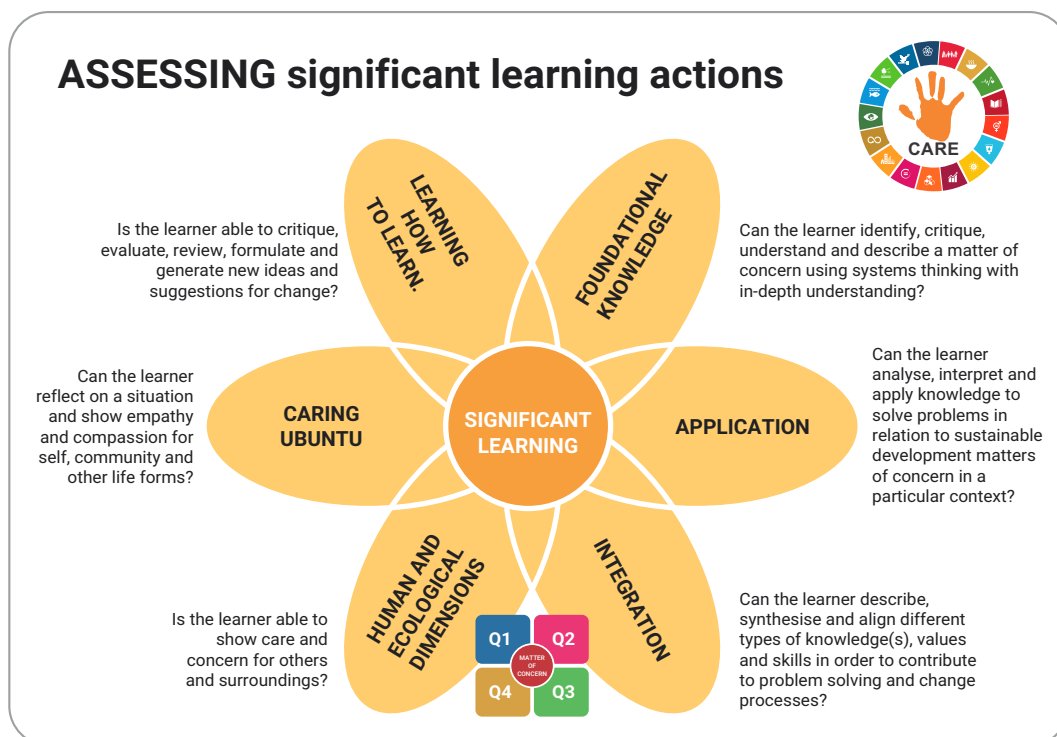 ASSESSING significant learning actions
CARE
LEARNING
HOW
TO LEARN.
Is the learner able to critique,
evaluate, review, formulate and
generate new ideas and
suggestions for change?
FOUNDATIONAL
KNOWLEDGE
Can the learner identify, critique,
understand and describe a matter of
concern using systems thinking with
in-depth understanding?
Can the learner
reflect on a situation
and show empathy
and compassion for
self, community and
other life forms?
CARING
UBUNTU
SIGNIFICANT
LEARNING
APPLICATION
Can the learner
analyse, interpret and
apply knowledge to
solve problems in
relation to sustainable
development matters
of concern in a
particular context?
Is the learner able to
show care and
concern for others
and surroundings?
HUMAN AND
ECOLOGICAL
DIMENSIONS
Q1
Q2
MATTER
OF
CONCERN
Q4
Q3
INTEGRATION
Can the learner describe,
synthesise and align different
types of knowledge(s), values
and skills in order to contribute
to problem solving and change
processes?